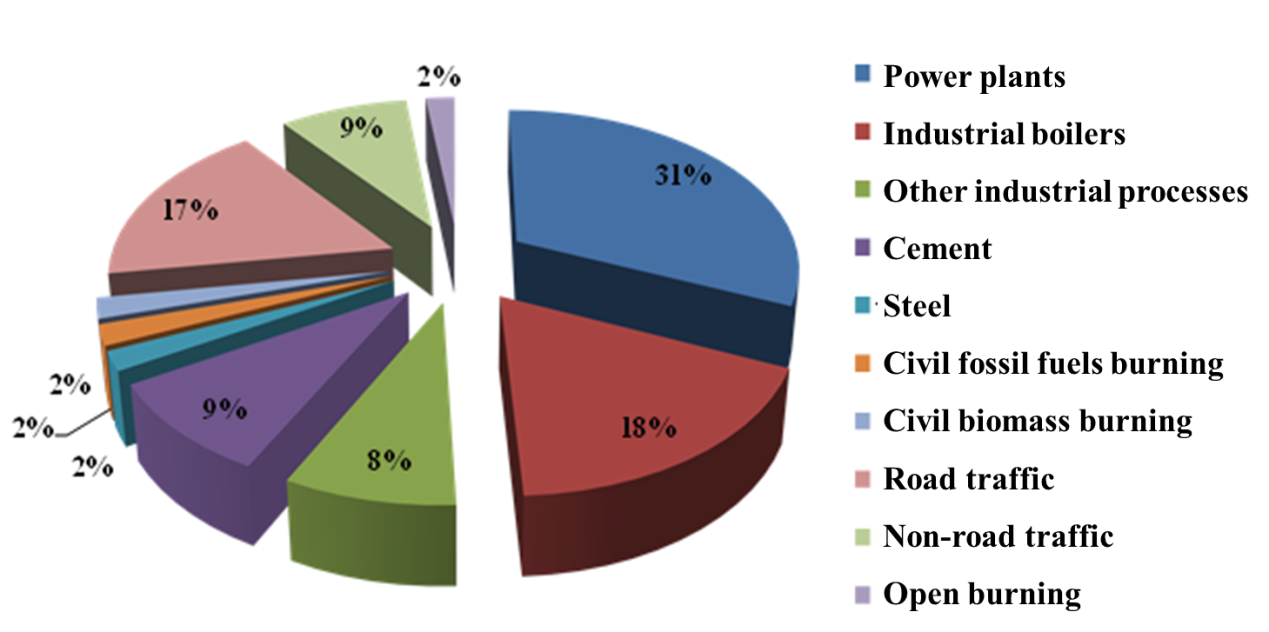 2%
9%
31%
17%
18%
9%
8%
2%
2%
2%
Power plants
Industrial boilers
Other industrial processes
Cement
Steel
Civil fossil fuels burning
Civil biomass burning
Road traffic
Non-road traffic
Open burning